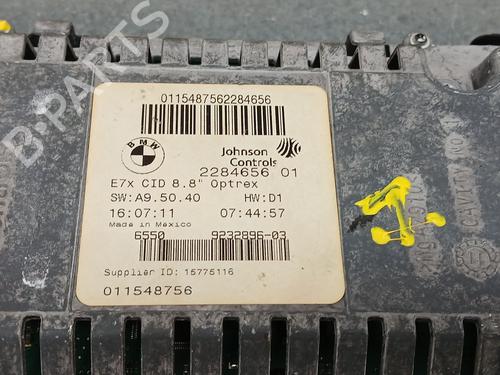 0115487562284656
BMW
Johnson
Controls
2284656 01
E7x CID 8.8" Optrex
SW:A9.50.40 HW:D1
16:07:11 07:44:57
Made in Mexico
6550 9232896-03
Supplier ID: 15775116
011548756
B-PARTS